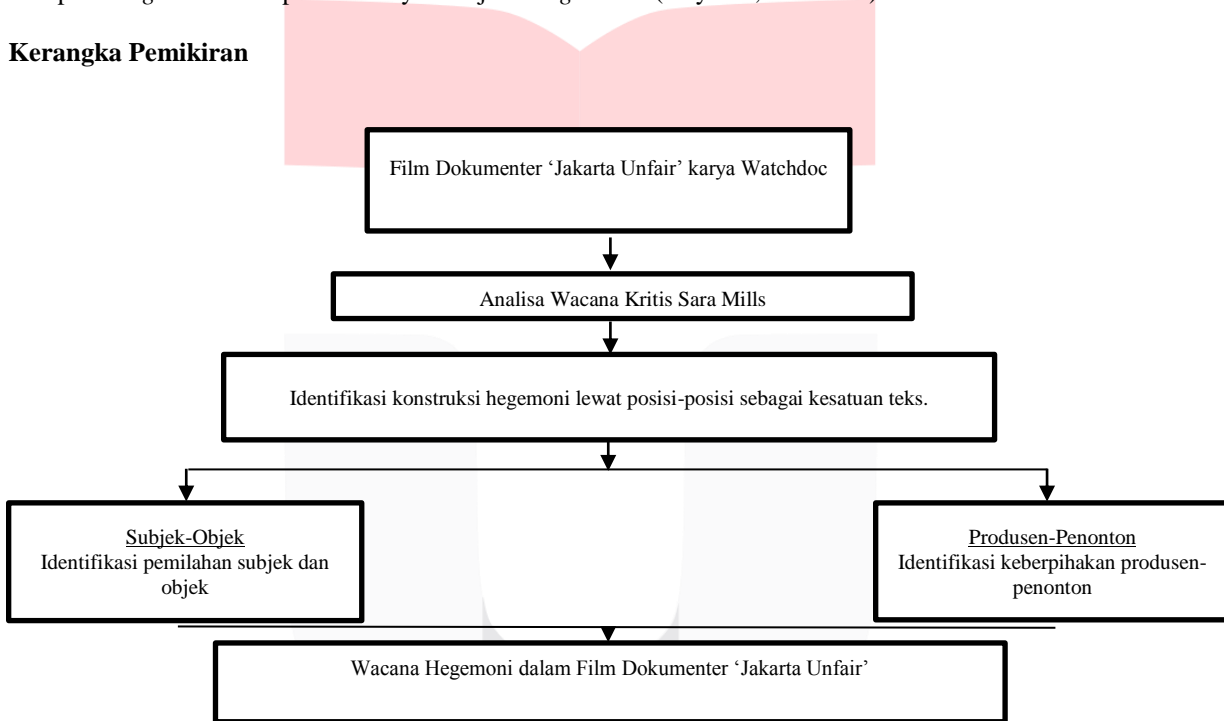 Kerangka Pemikiran
Film Dokumenter ‘Jakarta Unfair’ karya Watchdoc
Analisa Wacana Kritis Sara Mills
Identifikasi konstruksi hegemoni lewat posisi-posisi sebagai kesatuan teks.
Subjek-Objek
Identifikasi pemilahan subjek dan
objek
Produsen-Penonton
Identifikasi keberpihakan produsen-
penonton
Wacana Hegemoni dalam Film Dokumenter ‘Jakarta Unfair’